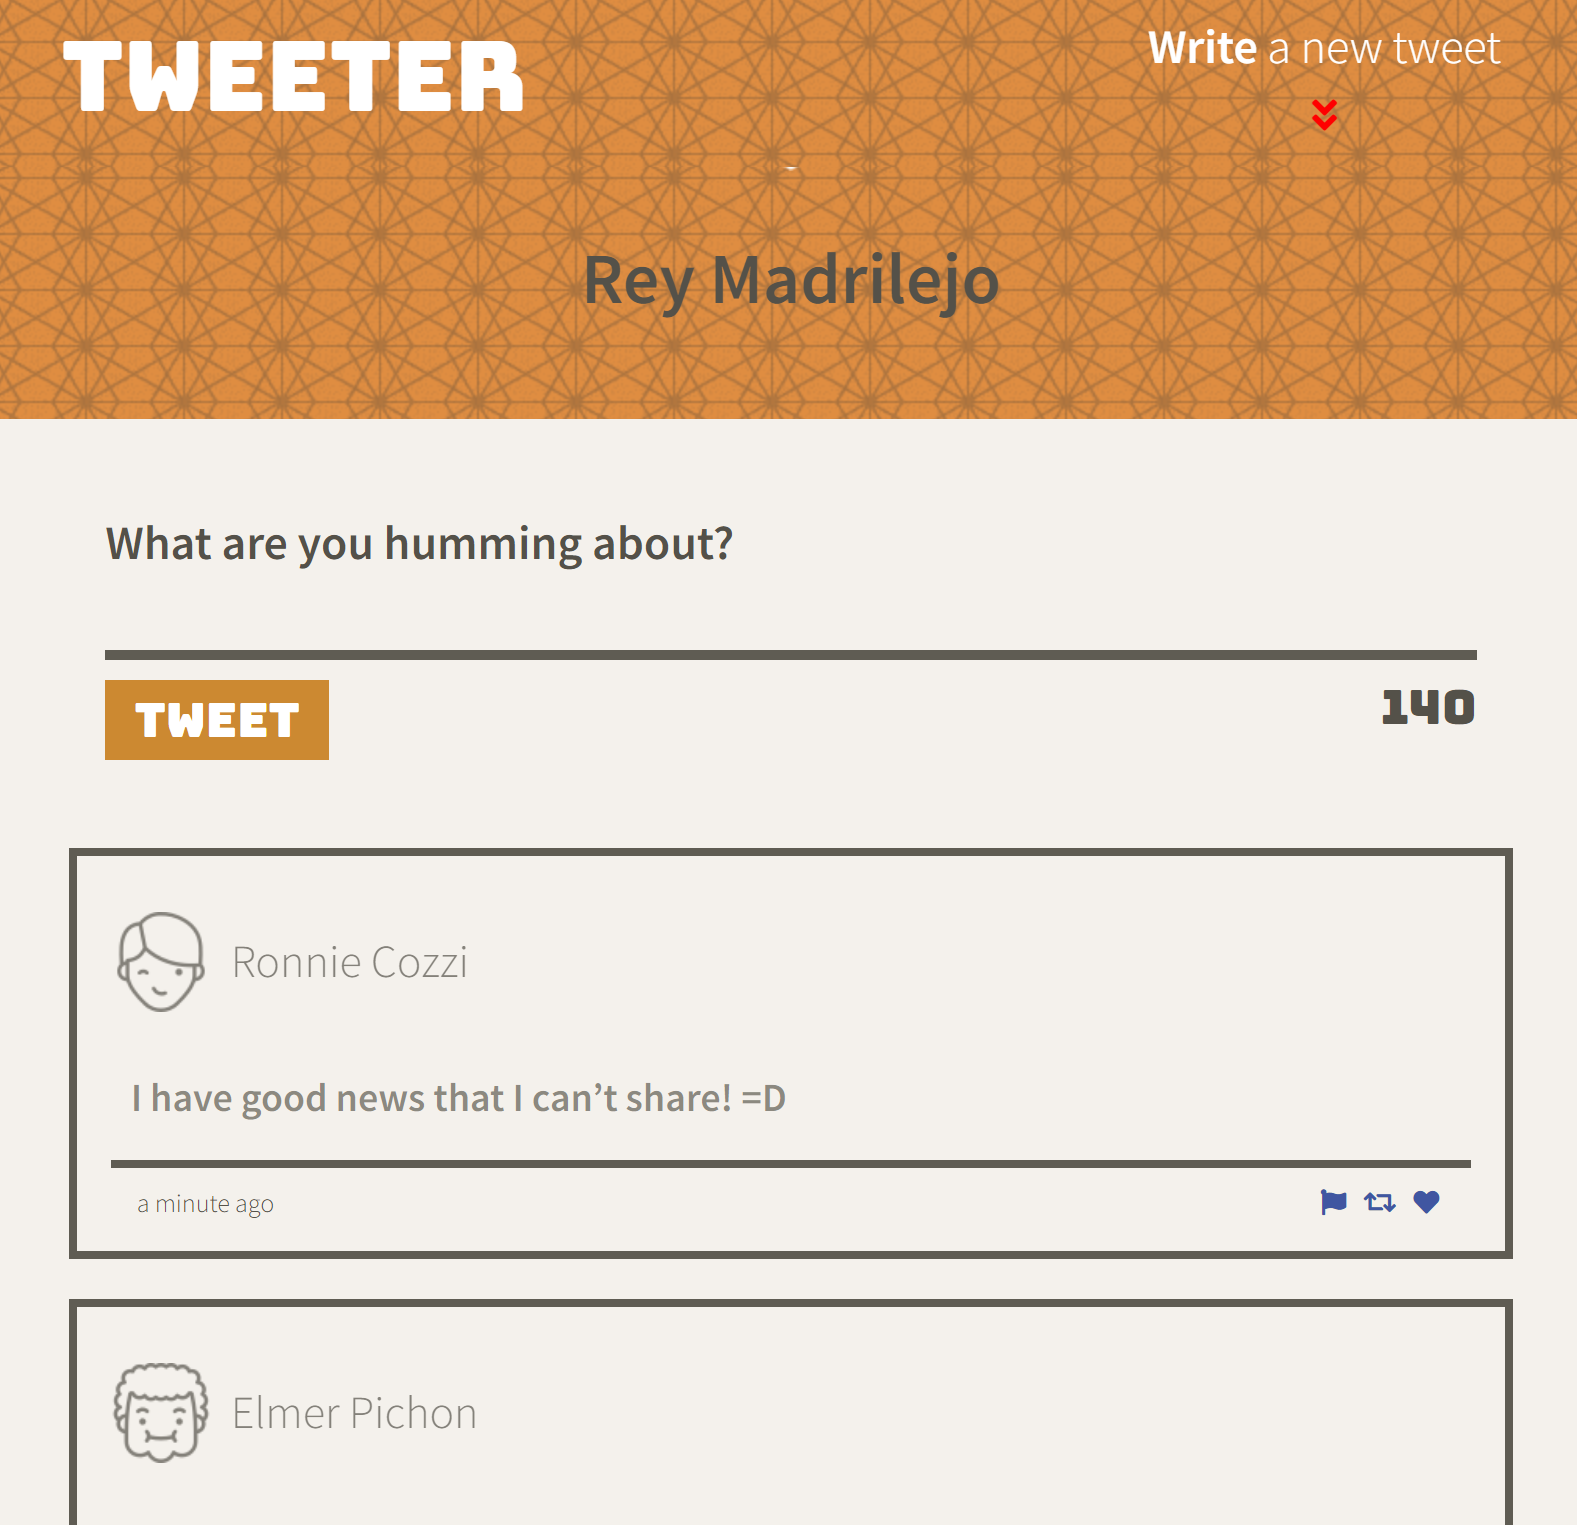 TWEETER
Write a new tweet
Rey Madrilejo
What are you humming about?
TWEET
140
Ronnie Cozzi
I have good news that I can’t share! =D
a minute ago
Elmer Pichon